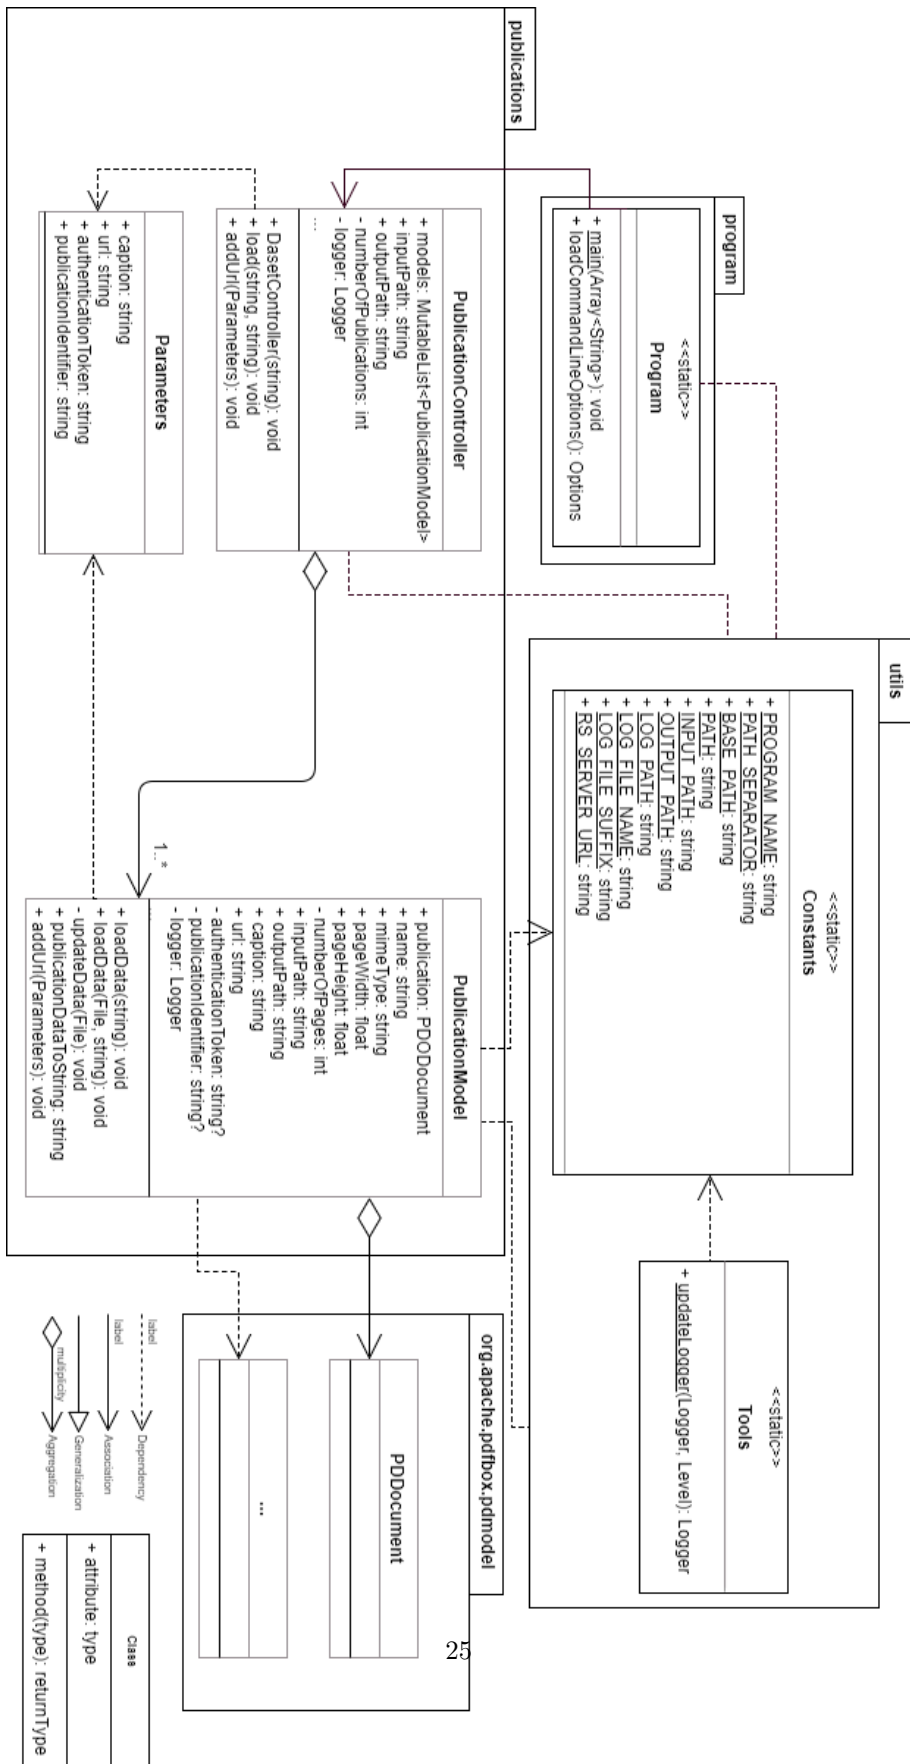 program
<<static>>
Program
+ main(Array<String>): void
+ loadCommandLineOptions(): Options
utils
<<static>>
Constants
+ PROGRAM_NAME: string
+ PATH_SEPARATOR: string
+ BASE_PATH: string
+ PATH: string
+ INPUT_PATH: string
+ OUTPUT_PATH: string
+ LOG_PATH: string
+ LOG_FILE_NAME: string
+ LOG_FILE_SUFFIX: string
+ RS_SERVER_URL: string
<<static>>
Tools
+ updateLogger(Logger, Level): Logger
publications
PublicationController
+ models: MutableList<PublicationModel>
+ inputPath: string
+ outputPath: string
- numberOfPublications: int
- logger: Logger
...
+ DasetController(string): void
+ load(string, string): void
+ addUrl(Parameters): void
Parameters
+ caption: string
+ url: string
+ authenticationToken: string
+ publicationIdentifier: string
1..*
PublicationModel
+ publication: PDODocument
+ name: string
+ mimeType: string
+ pageWidth: float
+ pageHeight: float
- numberOfPages: int
+ inputPath: string
+ outputPath: string
+ caption: string
+ url: string
- authenticationToken: string?
- publicationIdentifier: string?
- logger: Logger
...
+ loadData(string): void
+ loadData(File, string): void
- updateData(File): void
+ publicationDataToString: string
+ addUrl(Parameters): void
org.apache.pdfbox.pdmodel
PDDocument
...
label
Dependency
label
Association
Generalization
multiplicity
Aggregation
Class
+ attribute: type
+ method(type): returnType
25